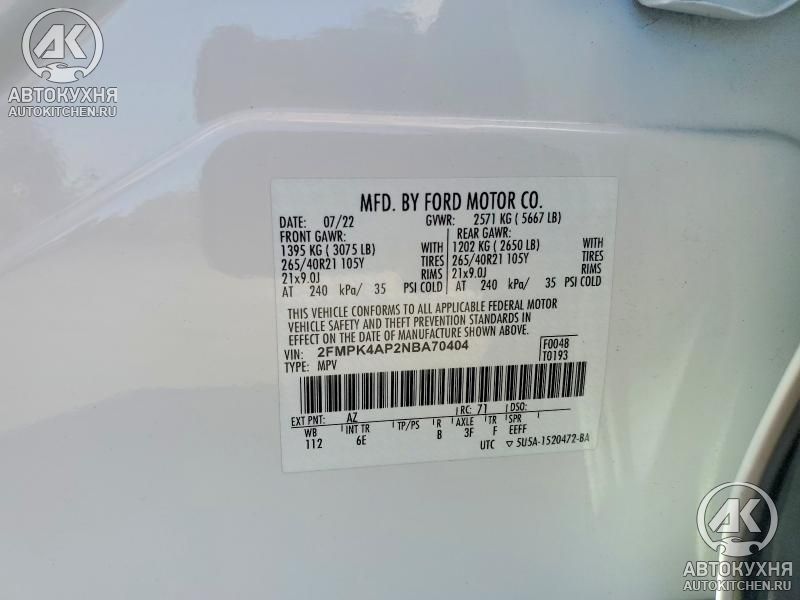 АК
АВТОКУХНЯ
AUTOKITCHEN.RU
MFD. BY FORD MOTOR CO.
DATE: 07/22 GVWR: 2571 KG ( 5667 LB)
FRONT GAWR: REAR GAWR:
1395 KG ( 3075 LB) WITH 1202 KG ( 2650 LB) WITH
265/40R21 105Y TIRES 265/40R21 105Y TIRES
21x9.0J RIMS 21x9.0J RIMS
AT 240 kPa/ 35 PSI COLD AT 240 kPa/ 35 PSI COLD
THIS VEHICLE CONFORMS TO ALL APPLICABLE FEDERAL MOTOR
VEHICLE SAFETY AND THEFT PREVENTION STANDARDS IN
EFFECT ON THE DATE OF MANUFACTURE SHOWN ABOVE.
VIN: 2FMPK4AP2NBA70404 F0048
TYPE: MPV T0193
EXT PNT: AZ RC: 71 DSO:
WB INT TR TP/PS R AXLE TR SPR
112 6E B 3F F EEFF
UTC ▽ 5U5A-1520472-BA
АК
АВТОКУХНЯ
AUTOKITCHEN.RU